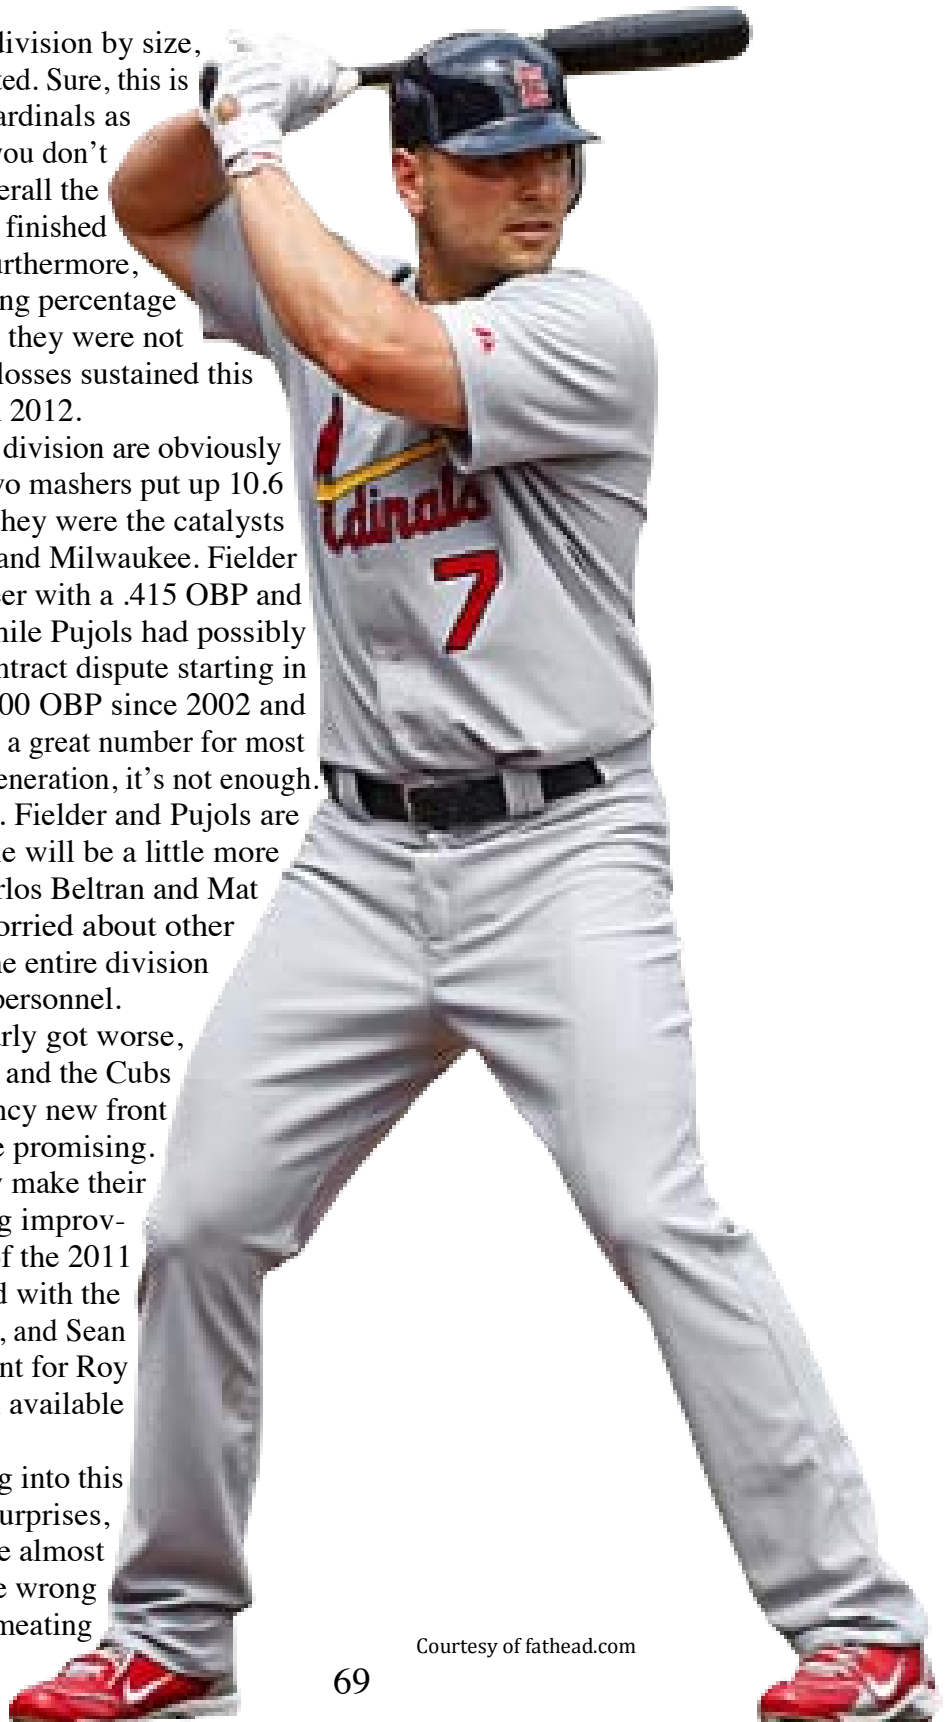 division by size,
ted. Sure, this is
ardinals as
you don't
erall the
finished
urthermore,
ng percentage
they were not
losses sustained this
2012.
division are obviously
wo mashers put up 10.6
they were the catalysts
and Milwaukee. Fielder
er with a .415 OBP and
hile Pujols had possibly
ntract dispute starting in
00 OBP since 2002 and
a great number for most
eneration, it's not enough.
. Fielder and Pujols are
e will be a little more
rlos Beltran and Mat
orried about other
ne entire division
personnel.
rly got worse,
and the Cubs
ncy new front
e promising.
y make their
g improv-
of the 2011
d with the
, and Sean
nt for Roy
available
g into this
urprises,
e almost
e wrong
meating
rdinals
7
Courtesy of fathead.com
69